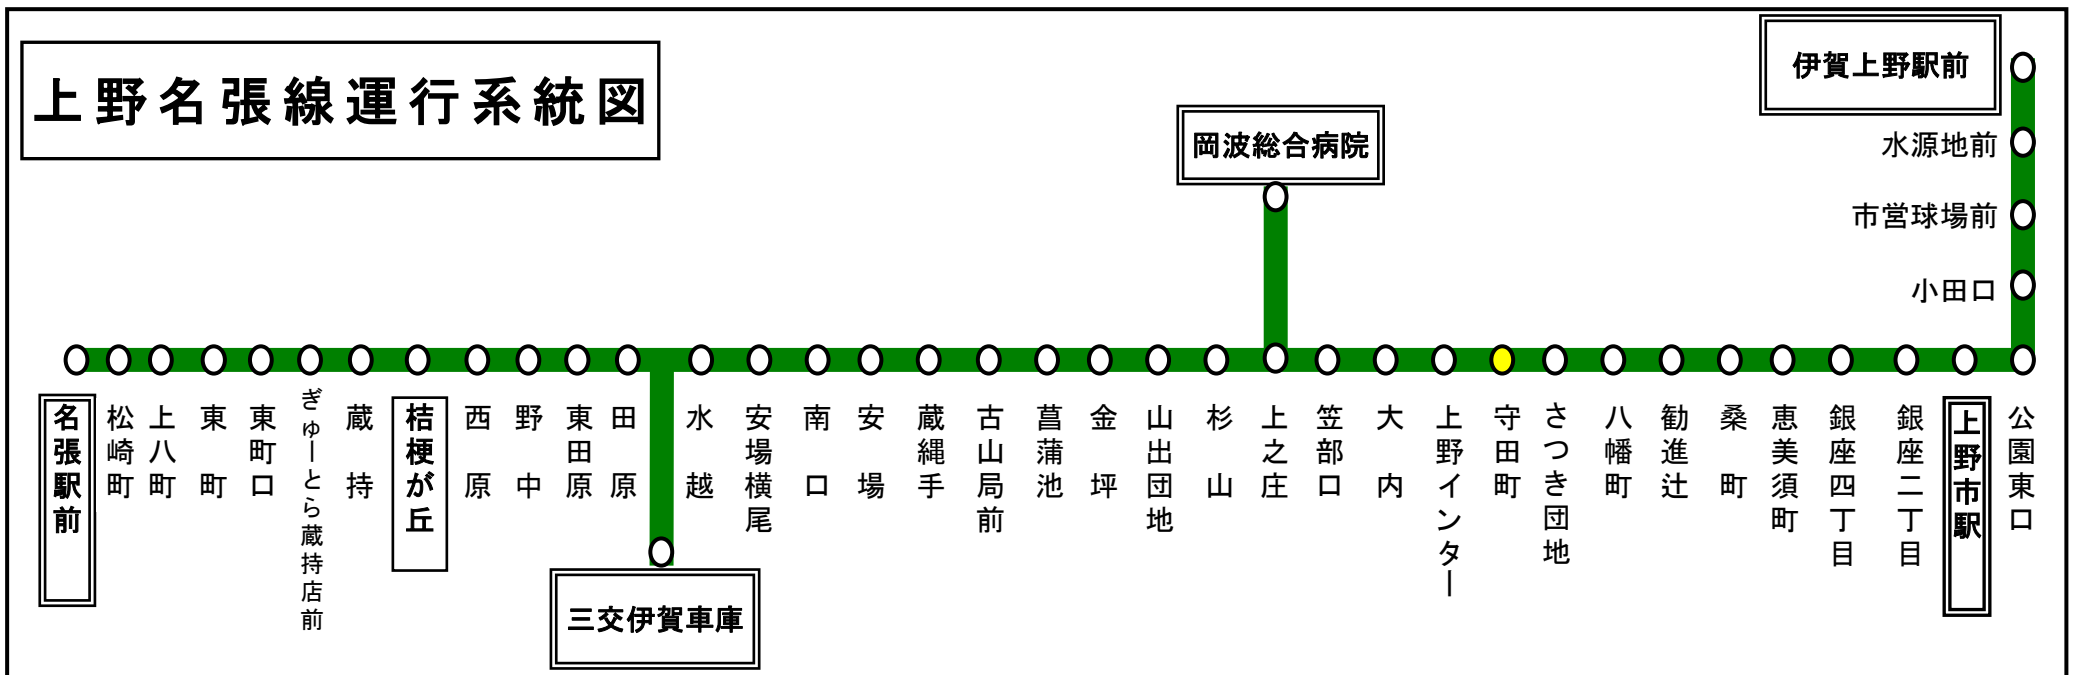 上野名張線運行系統図
伊賀上野駅前
岡波総合病院
水源地前
市営球場前
小田口
名張駅前
松崎町
上八町
東町
東町口
ぎゅーとら蔵持店前
蔵持
桔梗が丘
西原
野中
東田原
田原
水越
安場横尾
南口
安場
蔵縄手
古山局前
菖蒲池
金坪
山出団地
杉山
上之庄
笠部口
大内
上野インター
守田町
さつき団地
八幡町
勧進辻
桑町
恵美須町
銀座四丁目
銀座二丁目
上野市駅
公園東口
三交伊賀車庫